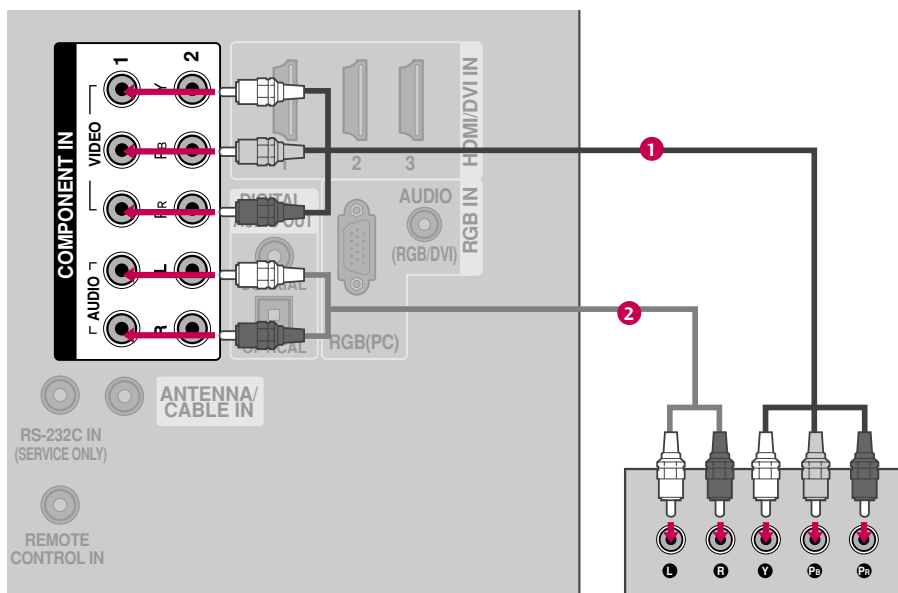 COMPONENT IN
VIDEO
AUDIO
1
2
Y
PB
PR
L
R
1
2
3
HDMI/DVI IN
DIGITAL
AUDIO OUT
COAXIAL
OPTICAL
AUDIO
(RGB/DVI)
RGB IN
RGB(PC)
1
2
ANTENNA/
CABLE IN
RS-232C IN
(SERVICE ONLY)
REMOTE
CONTROL IN
L
R
Y
PB
PR